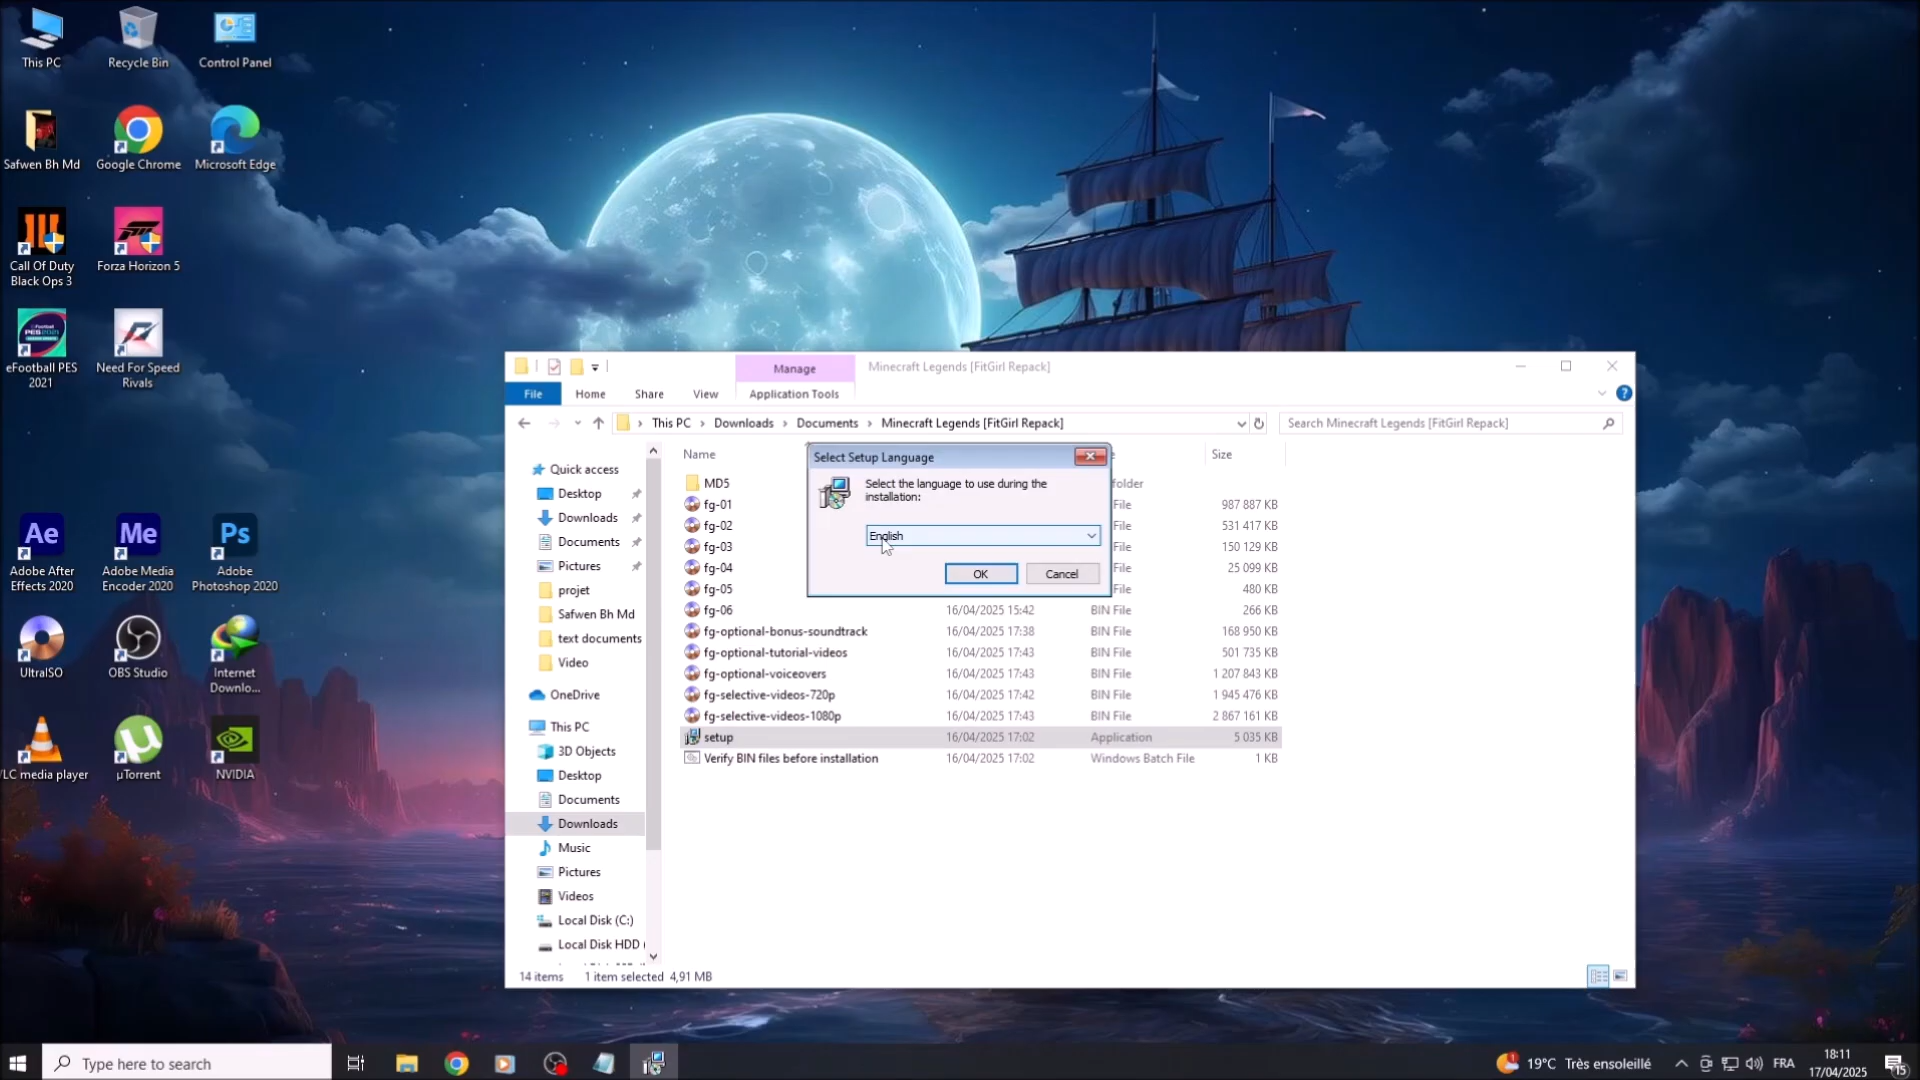 This PC
Recycle Bin
Control Panel
Safwen Bh Md
Google Chrome
Microsoft Edge
Call Of Duty
Black Ops 3
Forza Horizon 5
eFootball PES
2021
Need For Speed
Rivals
Ae
Me
Ps
Adobe After
Effects 2020
Adobe Media
Encoder 2020
Adobe
Photoshop 2020
UltraISO
OBS Studio
Internet
Downlo...
LC media player
µTorrent
NVIDIA
Manage
Minecraft Legends [FitGirl Repack]
File
Home
Share
View
Application Tools
This PC
Downloads
Documents
Minecraft Legends [FitGirl Repack]
Search Minecraft Legends [FitGirl Repack]
Quick access
Desktop
Downloads
Documents
Pictures
projet
Safwen Bh Md
text documents
Video
OneDrive
This PC
3D Objects
Desktop
Documents
Downloads
Music
Pictures
Videos
Local Disk (C:)
Local Disk HDD (
Name
Size
MD5 folder
fg-01 File 987 887 KB
fg-02 File 531 417 KB
fg-03 File 150 129 KB
fg-04 File 25 099 KB
fg-05 File 480 KB
fg-06 16/04/2025 15:42 BIN File 266 KB
fg-optional-bonus-soundtrack 16/04/2025 17:38 BIN File 168 950 KB
fg-optional-tutorial-videos 16/04/2025 17:43 BIN File 501 735 KB
fg-optional-voiceovers 16/04/2025 17:43 BIN File 1 207 843 KB
fg-selective-videos-720p 16/04/2025 17:42 BIN File 1 945 476 KB
fg-selective-videos-1080p 16/04/2025 17:43 BIN File 2 867 161 KB
setup 16/04/2025 17:02 Application 5 035 KB
Verify BIN files before installation 16/04/2025 17:02 Windows Batch File 1 KB
Select Setup Language
Select the language to use during the
installation:
English
OK
Cancel
14 items
1 item selected 4,91 MB
Type here to search
19°C Très ensoleillé
FRA
18:11
17/04/2025
15